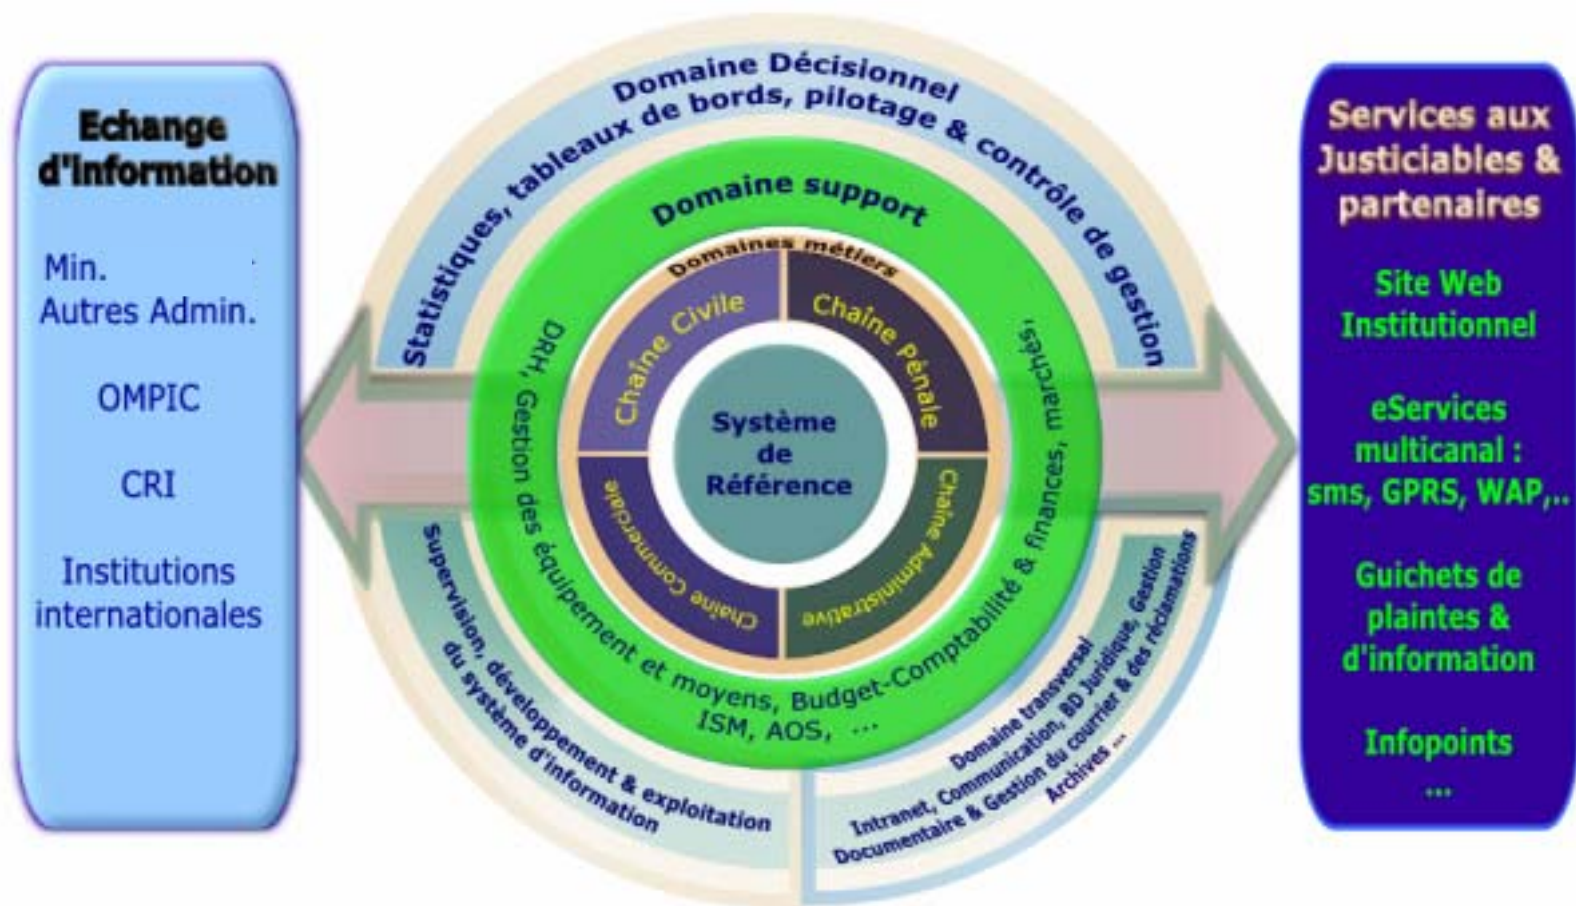 Echange
d'Information
Min.
Autres Admin.
OMPIC
CRI
Institutions
internationales
Domaine Décisionnel
Statistiques, tableaux de bords, pilotage & contrôle de gestion
Domaine support
DRH, Gestion des équipement et moyens, Budget-Comptabilité & finances, marchés,
ISM, AOS, ...
Domaines métiers
Chaîne Civile
Chaîne Pénale
Chaîne Commerciale
Chaîne Administrative
Système
de
Référence
Supervision, développement & exploitation
du système d'information
Domaine transversal
Intranet, Communication, BD Juridique, Gestion
Documentaire & Gestion du courrier & des réclamations
Archives ...
Services aux
Justiciables &
partenaires
Site Web
Institutionnel
eServices
multicanal :
sms, GPRS, WAP,..
Guichets de
plaintes &
d'information
Infopoints
...